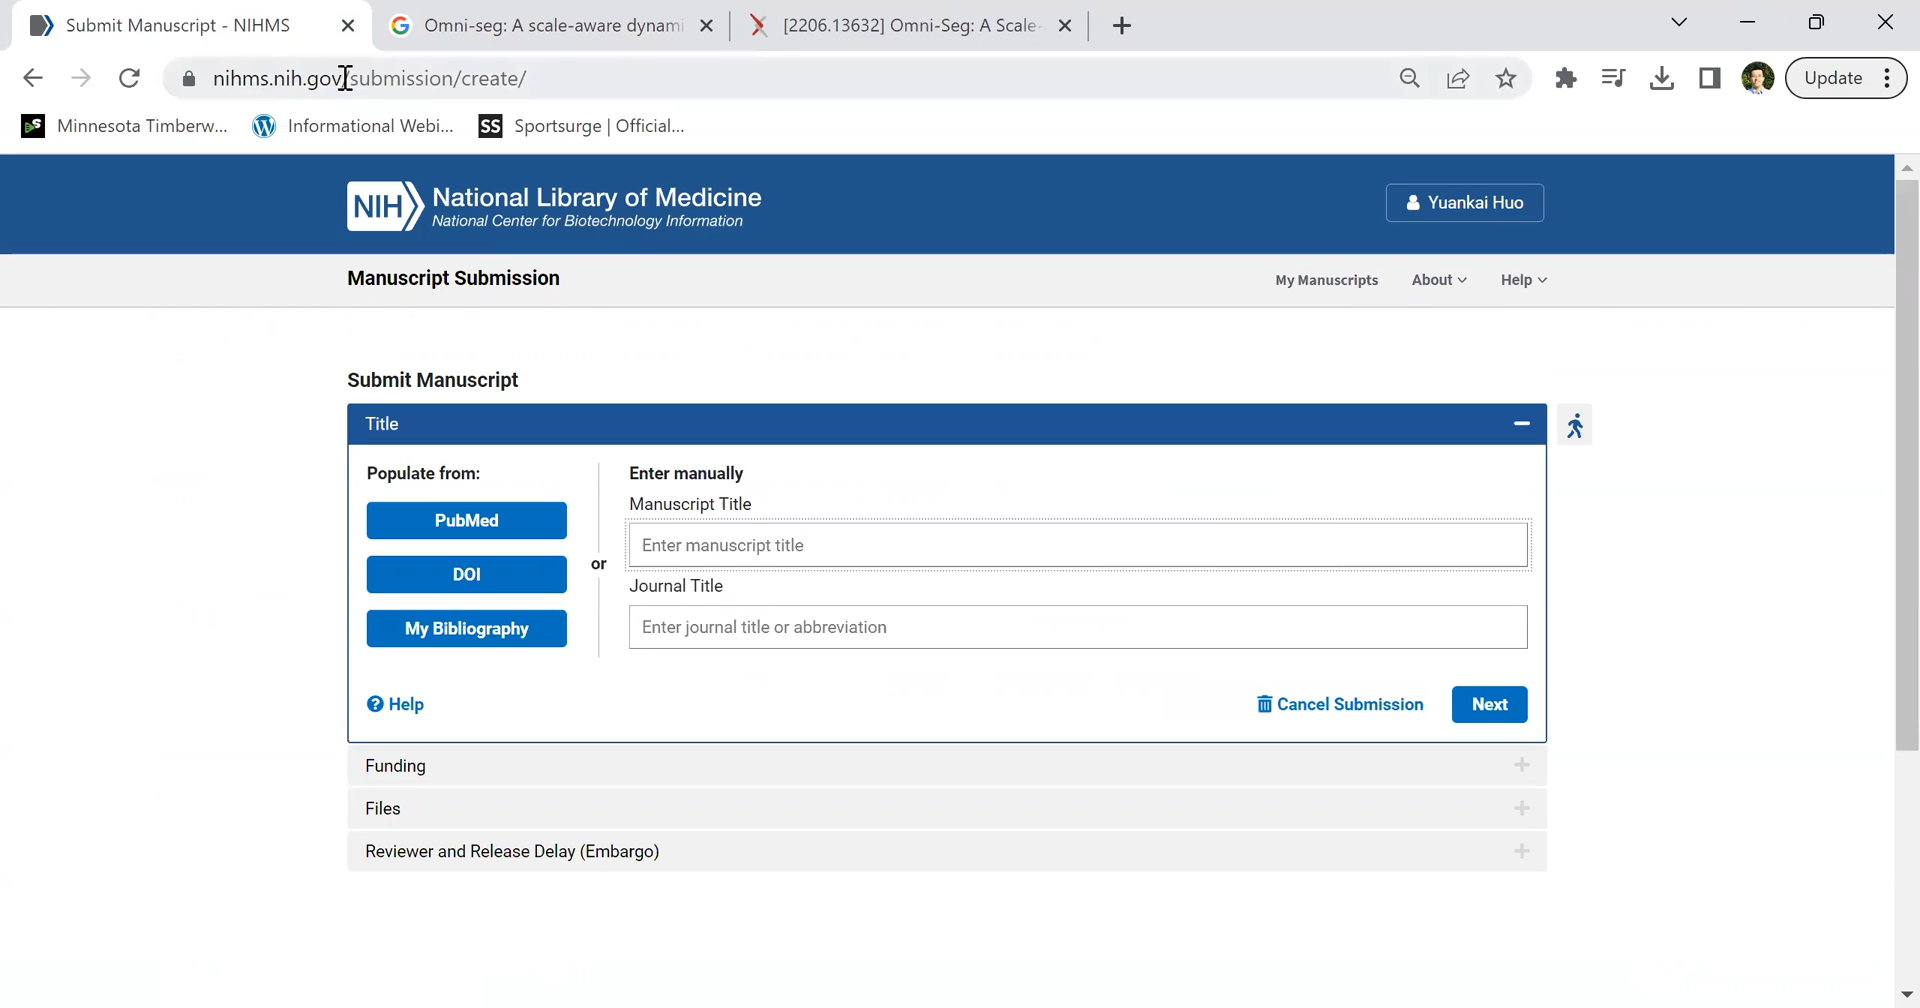 Submit Manuscript - NIHMS
Omni-seg: A scale-aware dynami
[2206.13632] Omni-Seg: A Scale-
nihms.nih.gov/submission/create/
Update
Minnesota Timberw...
Informational Webi...
SS Sportsurge | Official...
NIH National Library of Medicine
National Center for Biotechnology Information
Yuankai Huo
Manuscript Submission
My Manuscripts
About
Help
Submit Manuscript
Title
Populate from:
PubMed
DOI
My Bibliography
or
Enter manually
Manuscript Title
Enter manuscript title
Journal Title
Enter journal title or abbreviation
Help
Cancel Submission
Next
Funding
Files
Reviewer and Release Delay (Embargo)